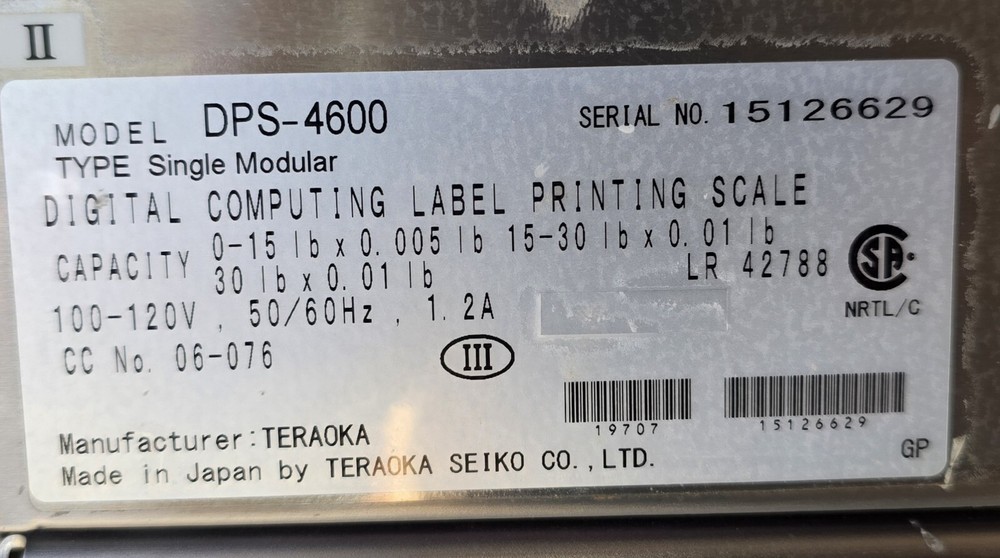 II
MODEL DPS-4600 SERIAL NO. 15126629
TYPE Single Modular
DIGITAL COMPUTING LABEL PRINTING SCALE
CAPACITY 0-15 lb x 0.005 lb 15-30 lb x 0.01 lb
30 lb x 0.01 lb
LR 42788
SA
NRTL/C
100-120V , 50/60Hz , 1.2A
CC No. 06-076
III
19707
15126629
Manufacturer:TERAOKA
Made in Japan by TERAOKA SEIKO CO.,LTD.
GP